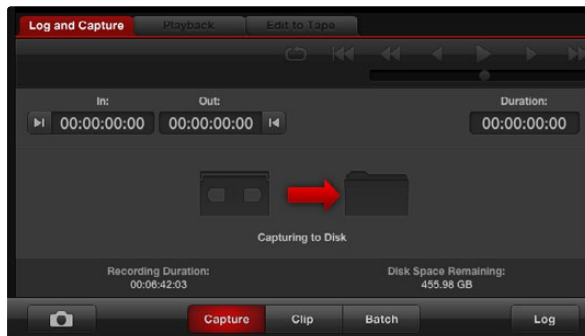 Log and Capture Playback Edit to Tape
In: Out: Duration:
00:00:00:00 00:00:00:00 00:00:00:00
Capturing to Disk
Recording Duration: Disk Space Remaining:
00:06:42:03 455.98 GB
Capture Clip Batch Log